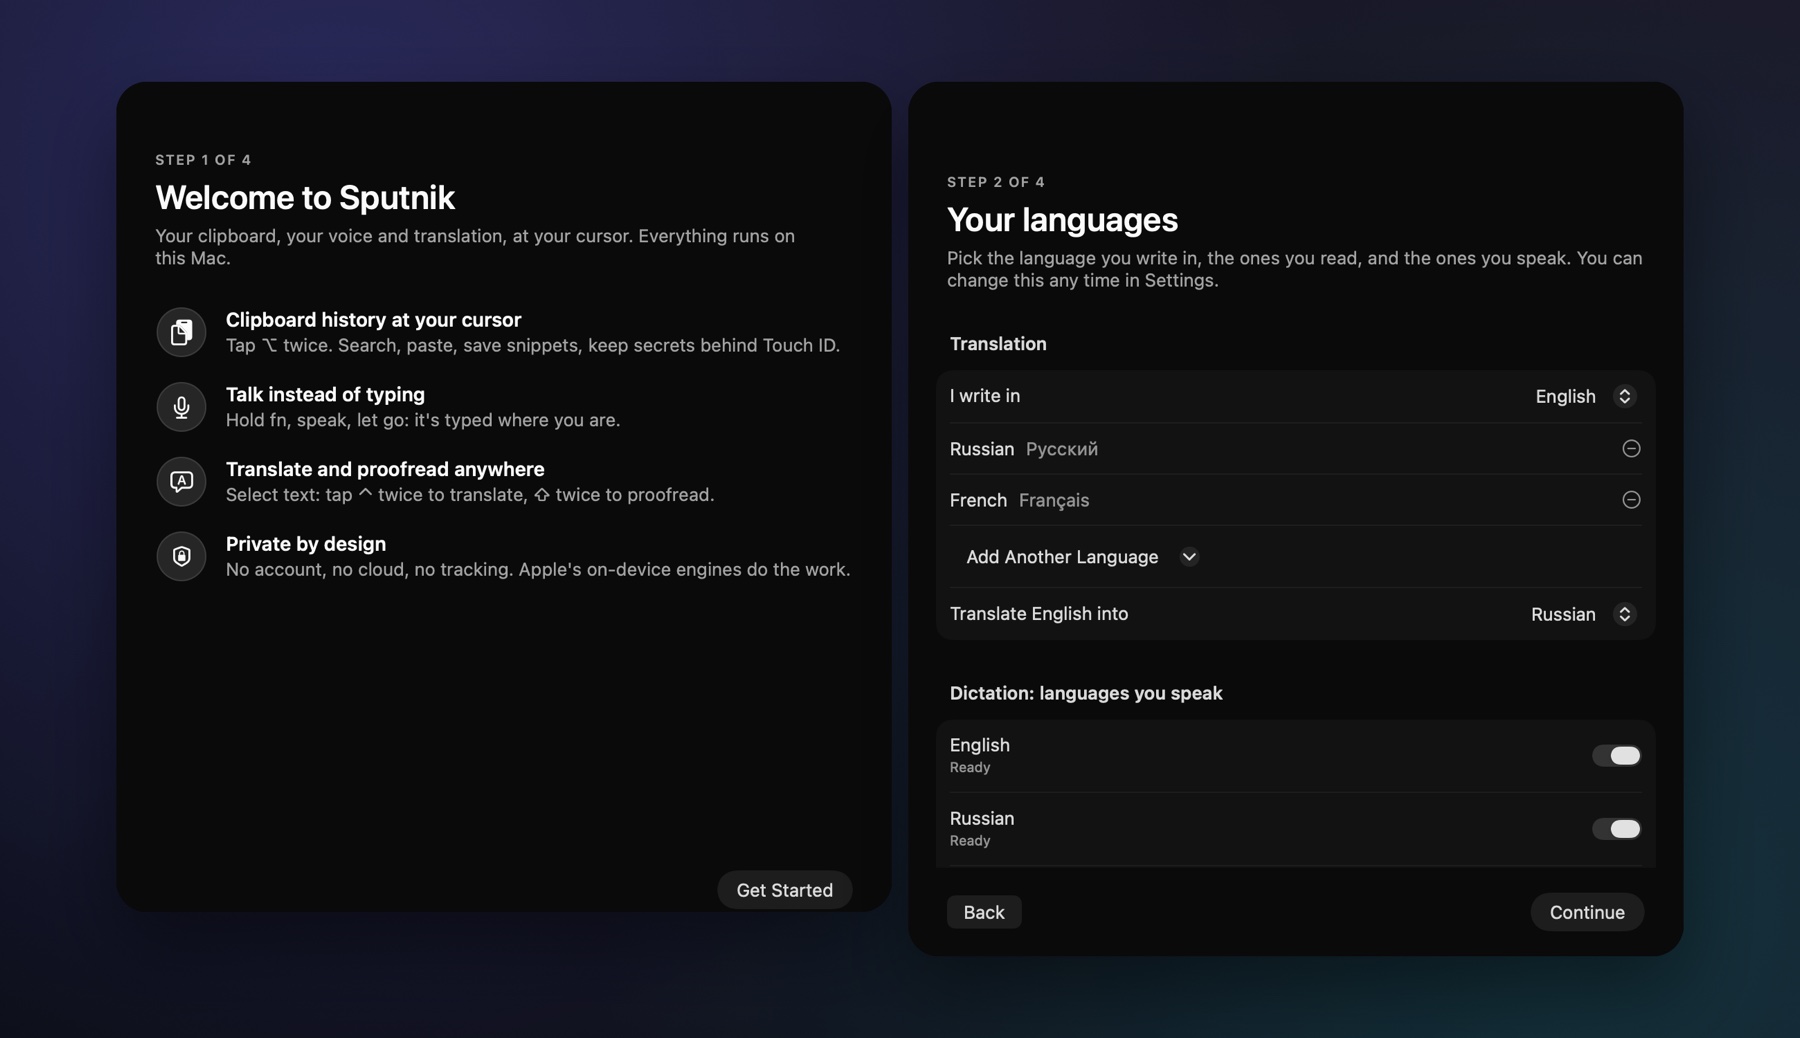 STEP 1 OF 4
Welcome to Sputnik
Your clipboard, your voice and translation, at your cursor. Everything runs on
this Mac.
Clipboard history at your cursor
Tap ⌥ twice. Search, paste, save snippets, keep secrets behind Touch ID.
Talk instead of typing
Hold fn, speak, let go: it's typed where you are.
Translate and proofread anywhere
Select text: tap ⌃ twice to translate, ⇧ twice to proofread.
Private by design
No account, no cloud, no tracking. Apple's on-device engines do the work.
Get Started
STEP 2 OF 4
Your languages
Pick the language you write in, the ones you read, and the ones you speak. You can
change this any time in Settings.
Translation
I write in English
Russian Русский
French Français
Add Another Language
Translate English into Russian
Dictation: languages you speak
English
Ready
Russian
Ready
Back Continue